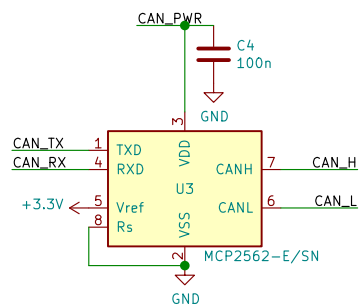 CAN_PWR
C4
100n
GND
3
VDD
CAN_TX 1 TXD
CAN_RX 4 RXD CANH 7 CAN_H
U3
+3.3V 5 Vref CANL 6 CAN_L
8 Rs
VSS
2
MCP2562-E/SN
GND